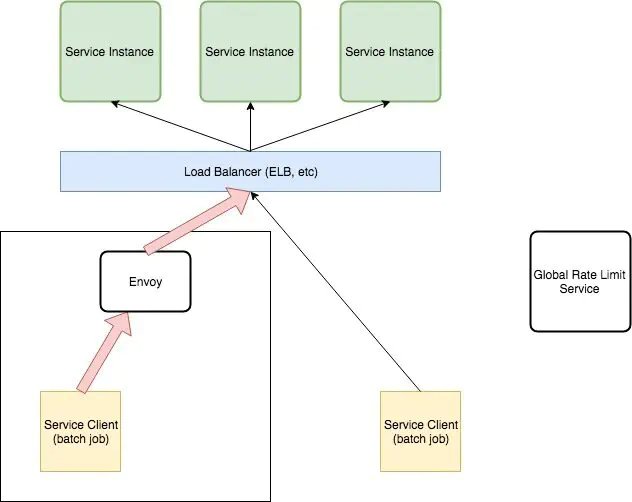 Service Instance
Service Instance
Service Instance
Load Balancer (ELB, etc)
Envoy
Global Rate Limit
Service
Service Client
(batch job)
Service Client
(batch job)